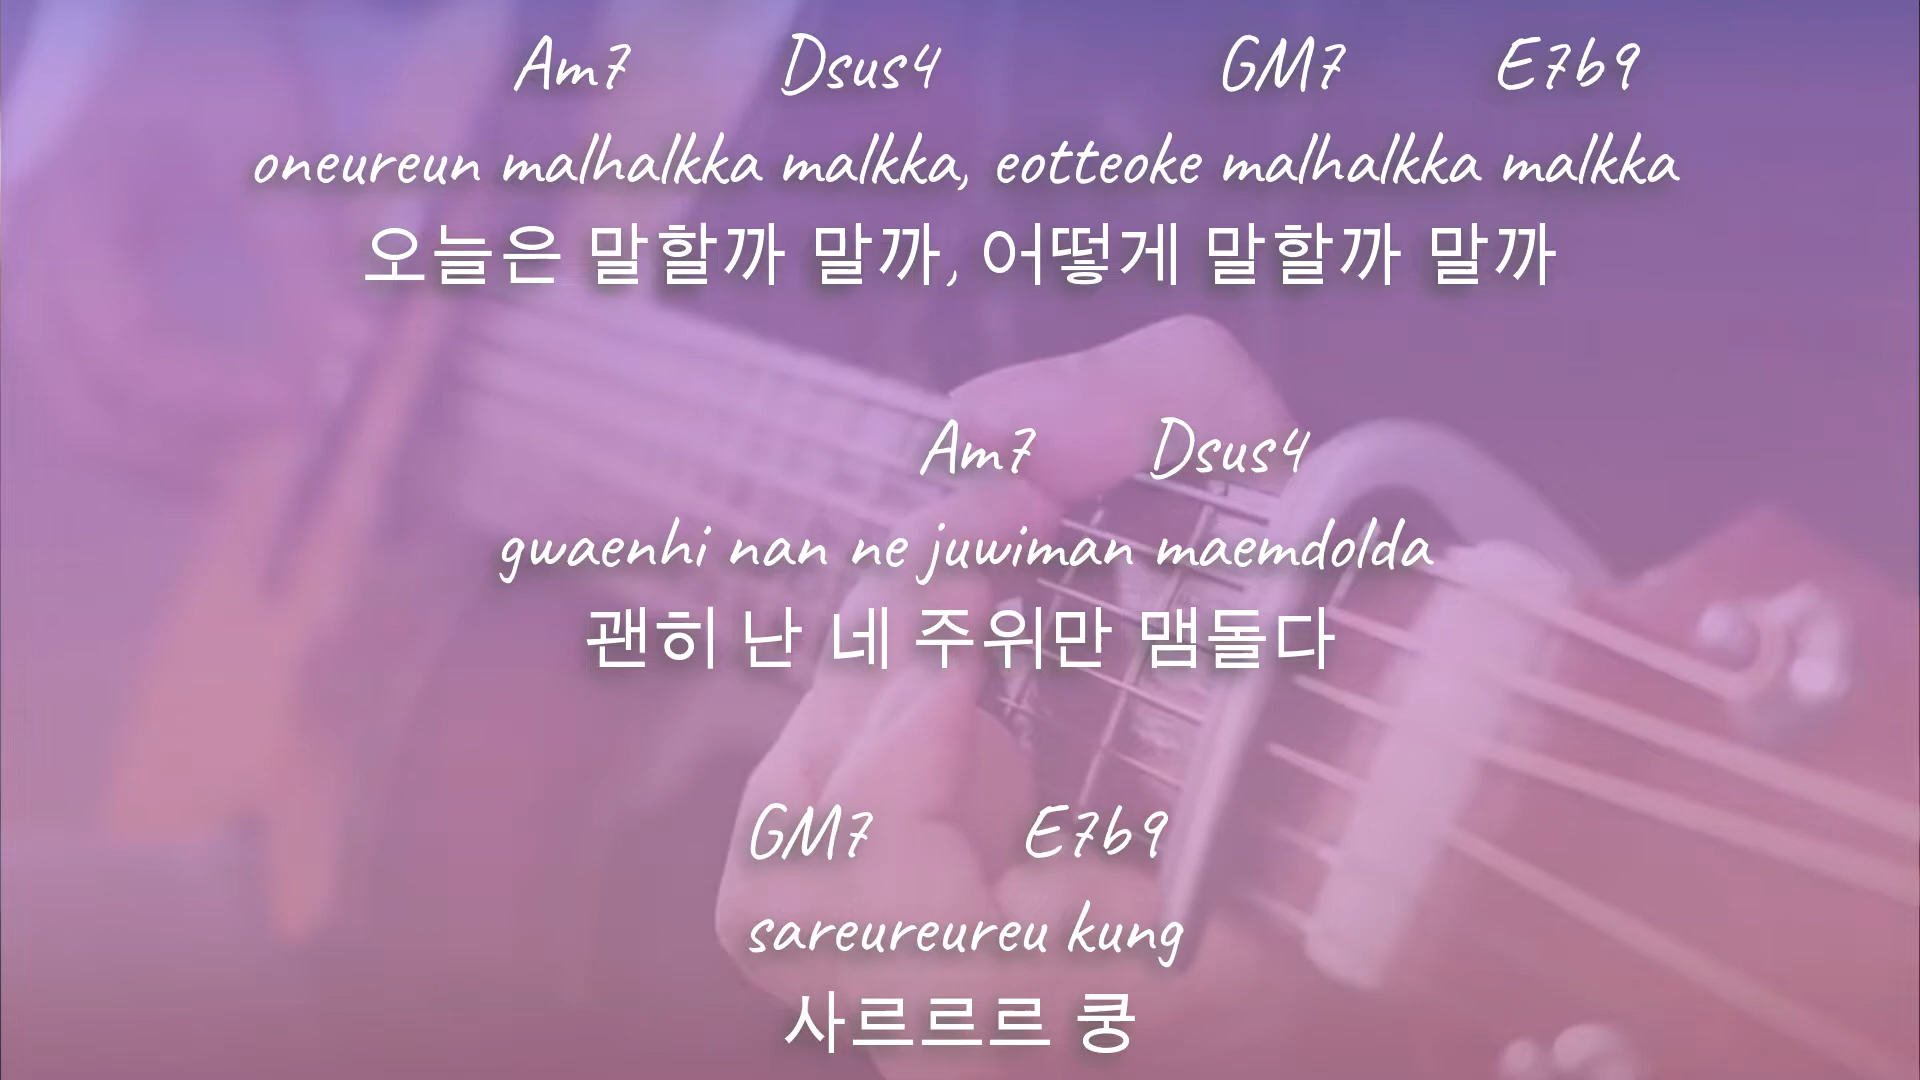 Am7 Dsus4 GM7 E7b9
oneureun malhalkka malkka, eotteoke malhalkka malkka
오늘은 말할까 말까, 어떻게 말할까 말까
Am7 Dsus4
gwaenhi nan ne juwiman maemdolda
괜히 난 네 주위만 맴돌다
GM7 E7b9
sareureureu kung
사르르르 쿵